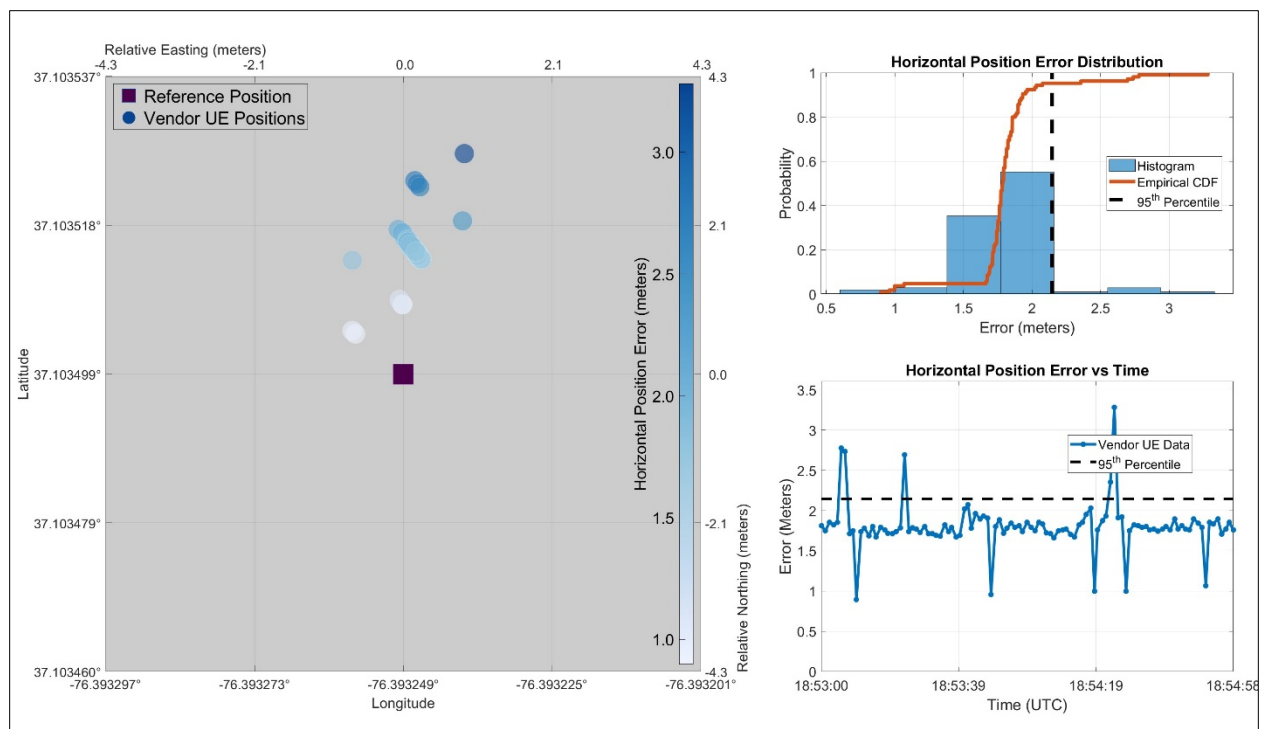 Relative Easting (meters)
-4.3 -2.1 0.0 2.1 4.3
37.103537°
37.103518°
37.103499°
37.103479°
37.103460°
Latitude
Reference Position
Vendor UE Positions
-76.393297° -76.393273° -76.393249° -76.393225° -76.393201°
Longitude
Horizontal Position Error (meters)
3.0
2.5
2.0
1.5
1.0
4.3
2.1
0.0
-2.1
-4.3
Relative Northing (meters)
Horizontal Position Error Distribution
Probability
1
0.8
0.6
0.4
0.2
0
Histogram
Empirical CDF
95th Percentile
0.5 1 1.5 2 2.5 3
Error (meters)
Horizontal Position Error vs Time
Error (Meters)
3.5
3
2.5
2
1.5
1
0.5
0
Vendor UE Data
95th Percentile
18:53:00 18:53:39 18:54:19 18:54:58
Time (UTC)